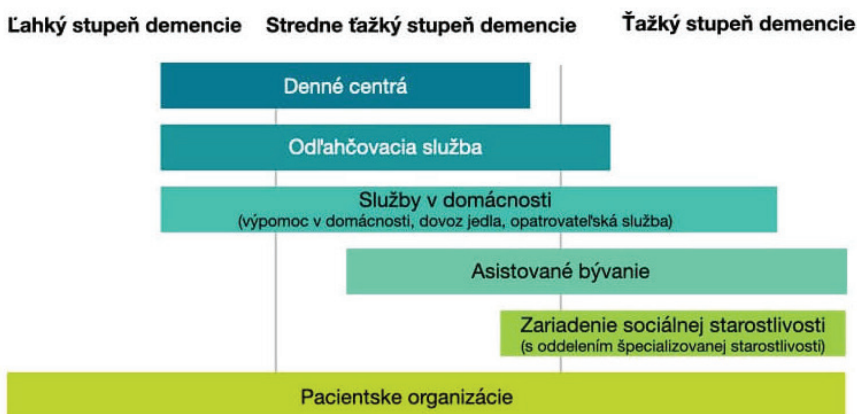 Ľahký stupeň demencie
Stredne ťažký stupeň demencie
Ťažký stupeň demencie
Denné centrá
Odľahčovacia služba
Služby v domácnosti
(výpomoc v domácnosti, dovoz jedla, opatrovateľská služba)
Asistované bývanie
Zariadenie sociálnej starostlivosti
(s oddelením špecializovanej starostlivosti)
Pacientske organizácie